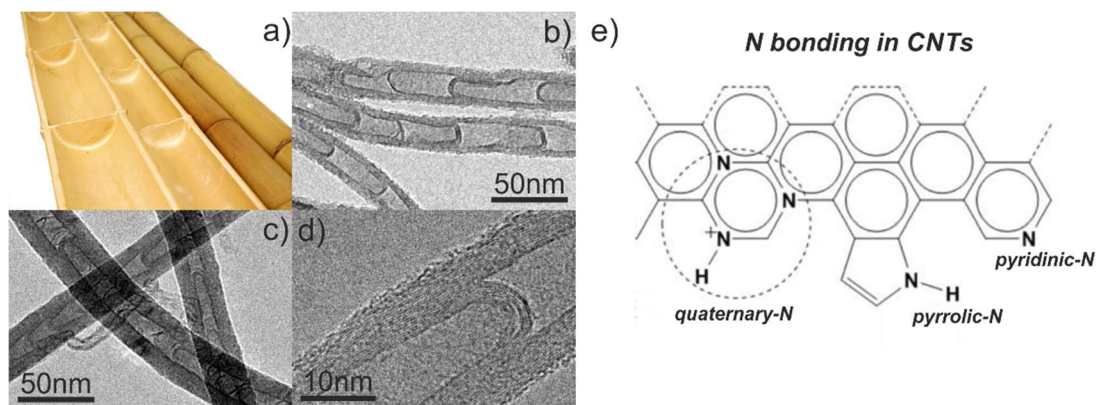 a)
b)
50nm
c)
50nm
d)
10nm
e)
N bonding in CNTs
N
N
+
N
H
quaternary-N
N
H
pyrrolic-N
N
pyridinic-N